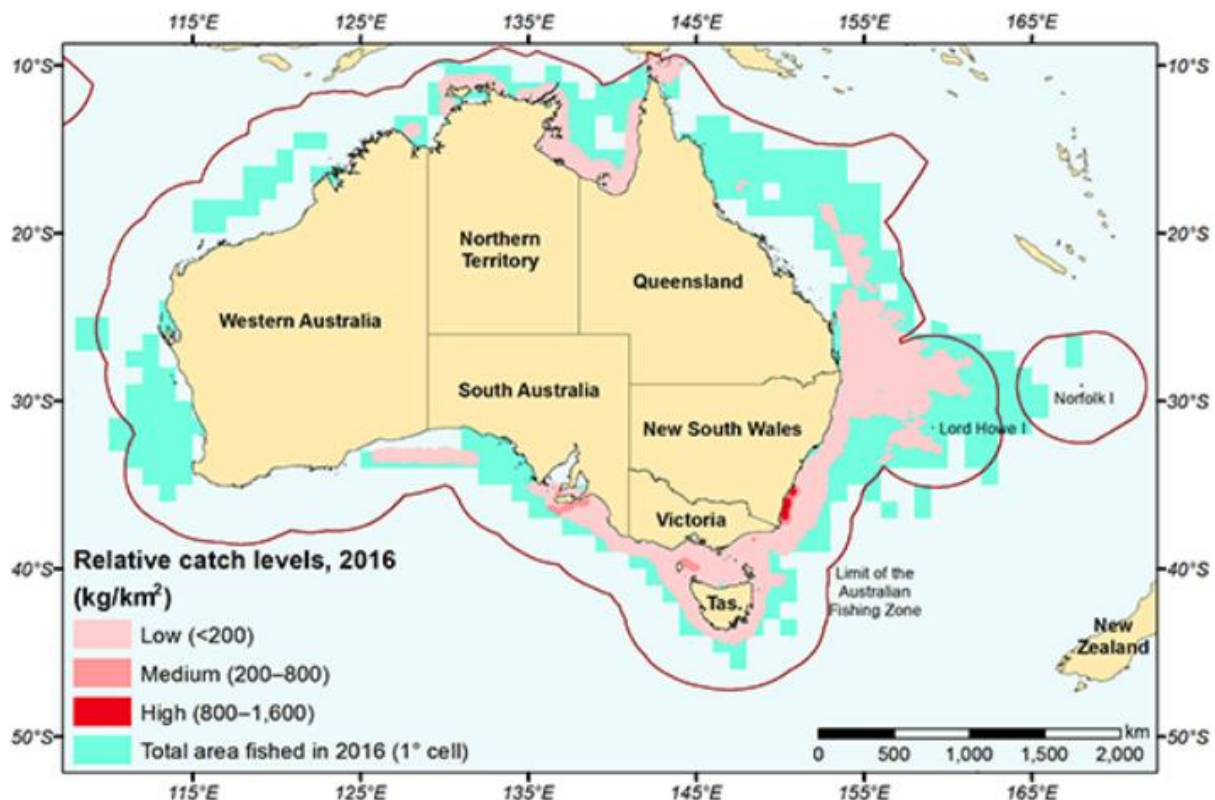 115°E 125°E 135°E 145°E 155°E 165°E
10°S 10°S
20°S 20°S
Northern
Territory
Queensland
Western Australia
South Australia
30°S 30°S
Norfolk I
New South Wales
Lord Howe I
Victoria
Relative catch levels, 2016
(kg/km²)
40°S 40°S
Limit of the
Australian
Fishing Zone
Tas.
New
Zealand
Low (<200)
Medium (200–800)
High (800–1,600)
Total area fished in 2016 (1° cell)
km
0 500 1,000 1,500 2,000
50°S 50°S
115°E 125°E 135°E 145°E 155°E 165°E